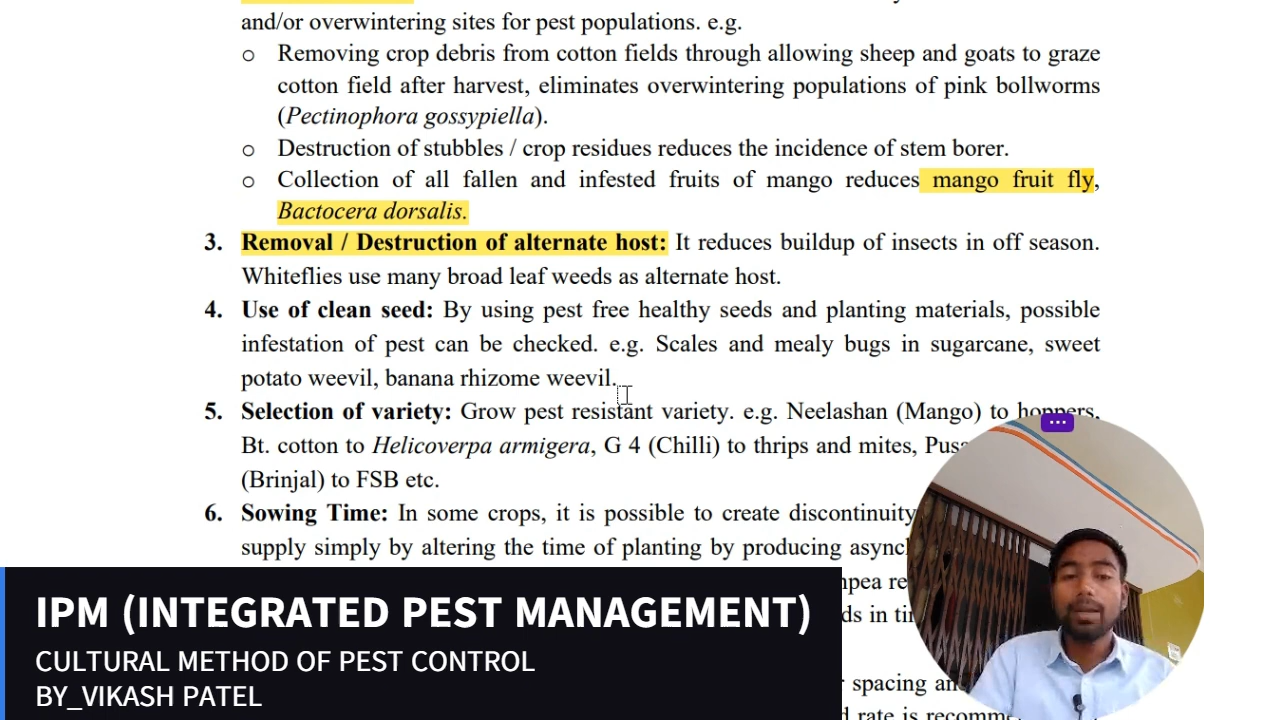 and/or overwintering sites for pest populations. e.g.
o Removing crop debris from cotton fields through allowing sheep and goats to graze
cotton field after harvest, eliminates overwintering populations of pink bollworms
(Pectinophora gossypiella).
o Destruction of stubbles / crop residues reduces the incidence of stem borer.
o Collection of all fallen and infested fruits of mango reduces mango fruit fly,
Bactocera dorsalis.
3. Removal / Destruction of alternate host: It reduces buildup of insects in off season.
Whiteflies use many broad leaf weeds as alternate host.
4. Use of clean seed: By using pest free healthy seeds and planting materials, possible
infestation of pest can be checked. e.g. Scales and mealy bugs in sugarcane, sweet
potato weevil, banana rhizome weevil.
5. Selection of variety: Grow pest resistant variety. e.g. Neelashan (Mango) to hoppers,
Bt. cotton to Helicoverpa armigera, G 4 (Chilli) to thrips and mites,
(Brinjal) to FSB etc.
6. Sowing Time: In some crops, it is possible to create discontinuity
supply simply by altering the time of planting by producing
IPM (INTEGRATED PEST MANAGEMENT)
CULTURAL METHOD OF PEST CONTROL
BY_VIKASH PATEL
spacing
rate is